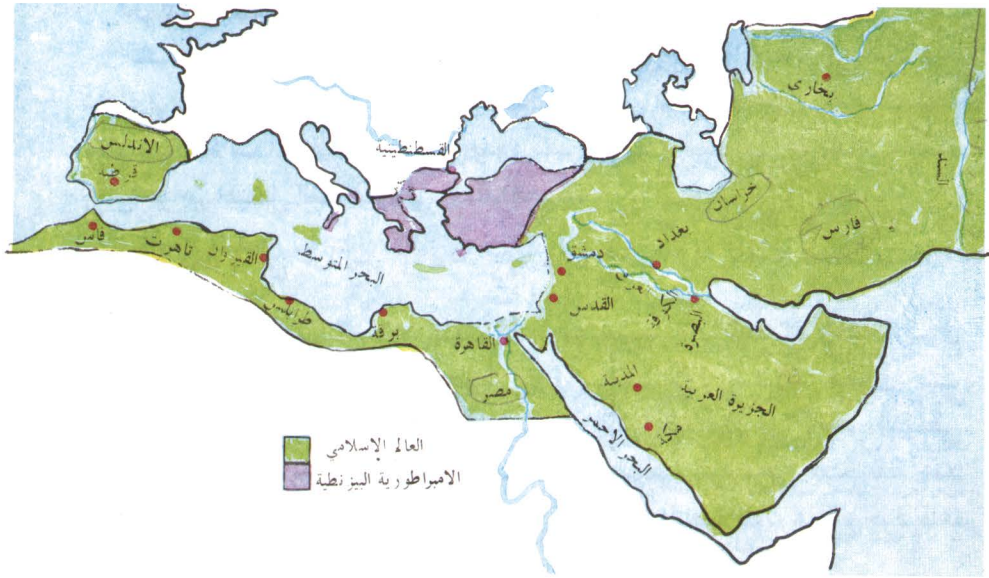 بخارى
القسطنطينية
الاندلس
قرطبة
خراسان
السند
فارس
بغداد
دمشق
فاس
تاهرت
القيروان
البحر المتوسط
القدس
الكوفة
البصرة
طرابلس
برقة
القاهرة
مصر
المدينة
الجزيرة العربية
مكة
البحر الاحمر
العالم الإسلامي
الامبراطورية البيزنطية